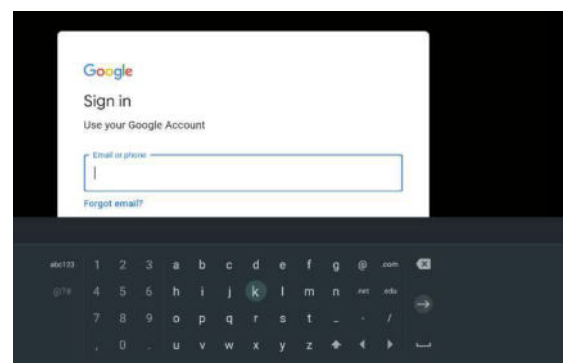 Google
Sign in
Use your Google Account
Email or phone
Forgot email?
abc123 1 2 3 a b c d e f g @ .com
@?# 4 5 6 h i j k l m n .net .edu
7 8 9 o p q r s t _ - /
, 0 . u v w x y z